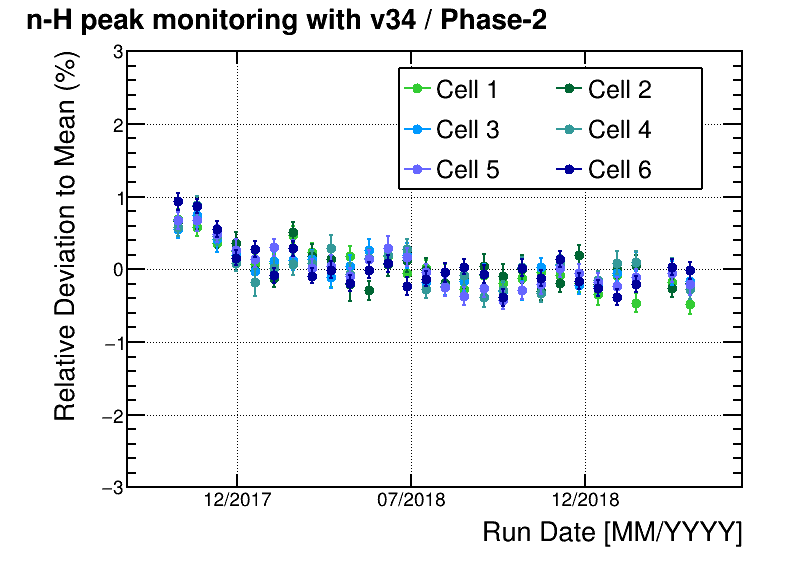 n-H peak monitoring with v34 / Phase-2
Relative Deviation to Mean (%)
3
2
1
0
−1
−2
−3
Cell 1
Cell 2
Cell 3
Cell 4
Cell 5
Cell 6
12/2017
07/2018
12/2018
Run Date [MM/YYYY]